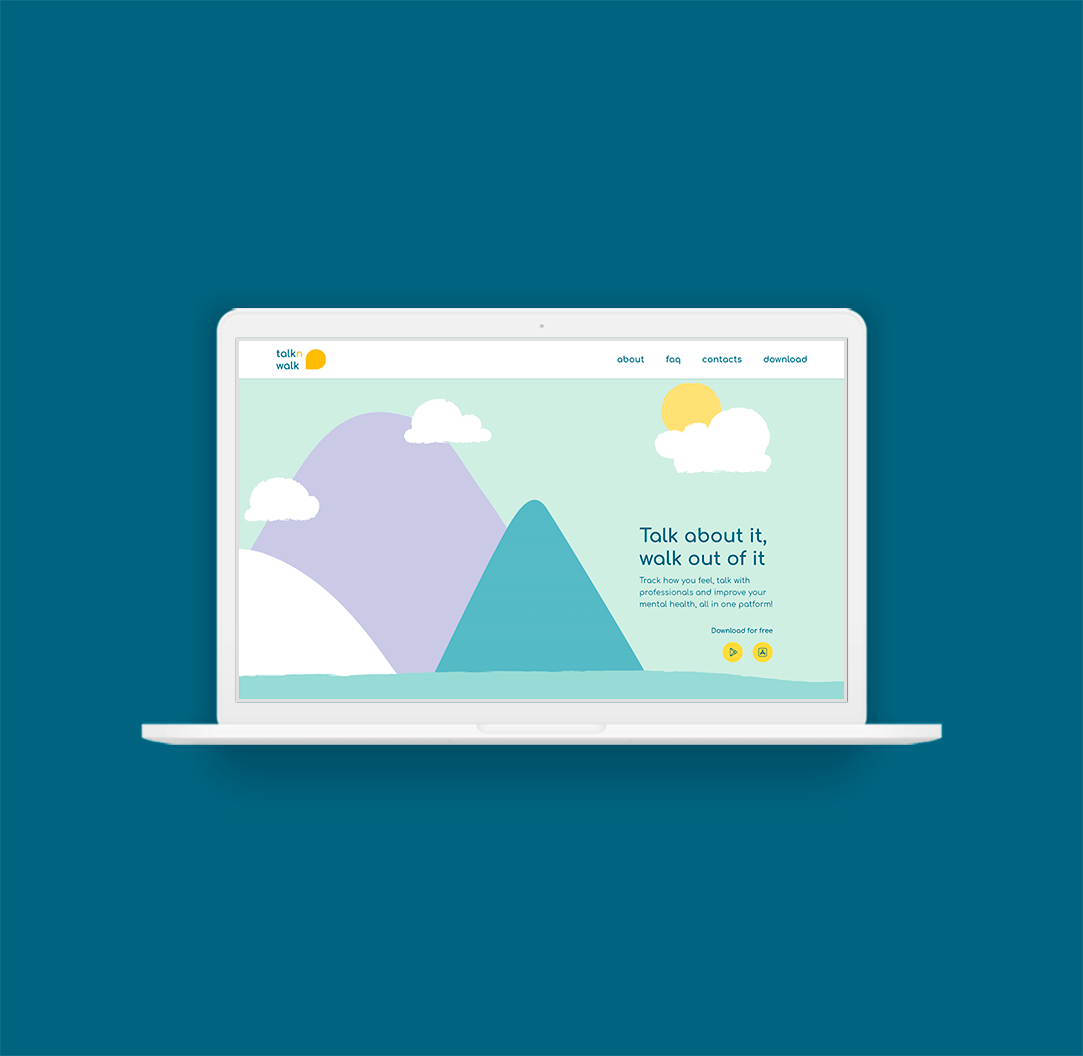 talkn
walk
about
faq
contacts
download
Talk about it,
walk out of it
Track how you feel, talk with
professionals and improve your
mental health, all in one patform!
Download for free